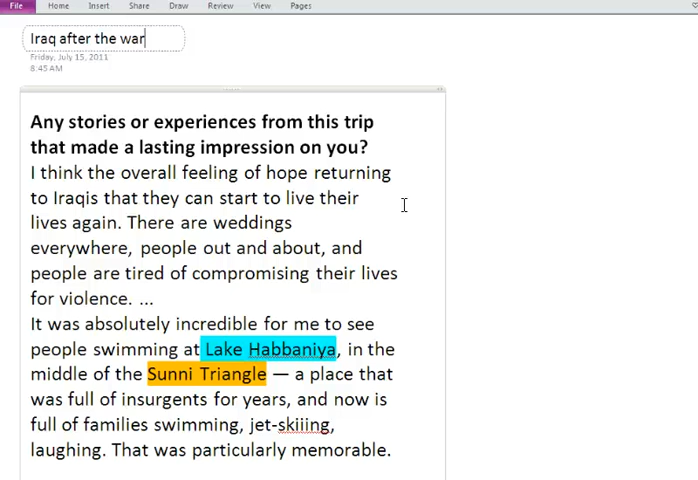 File Home Insert Share Draw Review View Pages
Iraq after the war
Friday, July 15, 2011
8:45 AM
Any stories or experiences from this trip
that made a lasting impression on you?
I think the overall feeling of hope returning
to Iraqis that they can start to live their
lives again. There are weddings
everywhere, people out and about, and
people are tired of compromising their lives
for violence. ...
It was absolutely incredible for me to see
people swimming at Lake Habbaniya, in the
middle of the Sunni Triangle — a place that
was full of insurgents for years, and now is
full of families swimming, jet-skiiing,
laughing. That was particularly memorable.